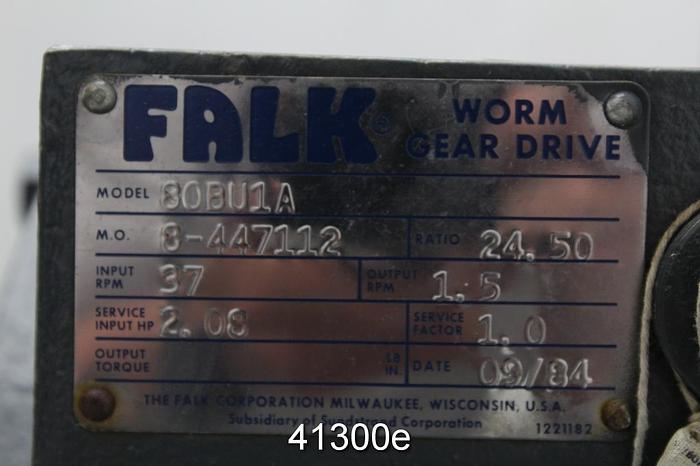 FALK® WORM
GEAR DRIVE
MODEL 80BU1A
M.O. 8-447112 RATIO 24.50
INPUT RPM 37 OUTPUT RPM 1.5
SERVICE INPUT HP 2.08 SERVICE FACTOR 1.0
OUTPUT TORQUE LB IN. DATE 09/84
THE FALK CORPORATION MILWAUKEE, WISCONSIN, U.S.A.
Subsidiary of Sundstrand Corporation 1221182
41300e